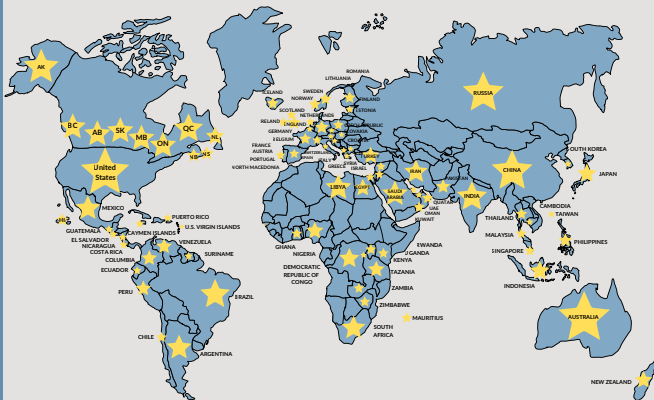 AK
BC
AB
SK
MB
ON
QC
NL
NB
NS
United
States
MEXICO
GUATEMALA
EL SALVADOR
NICARAGUA
COSTA RICA
CAYMEN ISLANDS
PUERTO RICO
U.S. VIRGIN ISLANDS
VENEZUELA
COLUMBIA
SURINAME
ECUADOR
PERU
BRAZIL
CHILE
ARGENTINA
ICELAND
SWEDEN
NORWAY
ROMANIA
LITHUANIA
FINLAND
SCOTLAND
ESTONIA
IRELAND
ENGLAND
NETHERLANDS
GERMANY
BELGIUM
FRANCE
AUSTRIA
PORTUGAL
SPAIN
ITALY
NORTH MACEDONIA
GREECE
SYRIA
ISRAEL
TURKEY
LIBYA
EGYPT
SAUDI
ARABIA
IRAN
PAKISTAN
QUATAR
UAE
OMAN
KUWAIT
GHANA
NIGERIA
DEMOCRATIC
REPUBLIC OF
CONGO
RWANDA
UGANDA
KENYA
TAZANIA
ZAMBIA
ZIMBABWE
MAURITIUS
SOUTH
AFRICA
RUSSIA
CHINA
INDIA
SOUTH KOREA
JAPAN
CAMBODIA
TAIWAN
THAILAND
MALAYSIA
PHILIPPINES
SINGAPORE
INDONESIA
AUSTRALIA
NEW ZEALAND